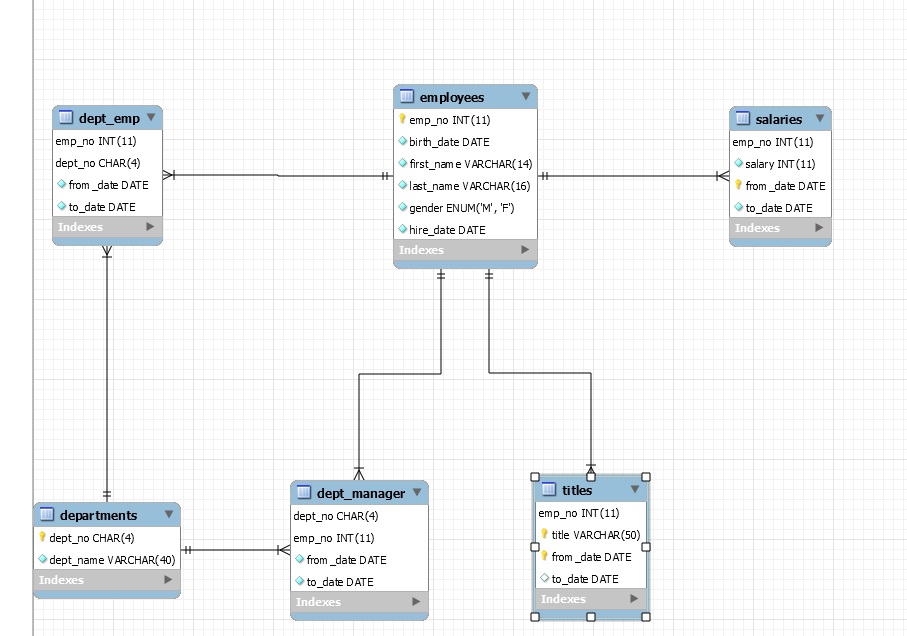 employees
emp_no INT(11)
birth_date DATE
first_name VARCHAR(14)
last_name VARCHAR(16)
gender ENUM('M', 'F')
hire_date DATE
Indexes
dept_emp
emp_no INT(11)
dept_no CHAR(4)
from_date DATE
to_date DATE
Indexes
salaries
emp_no INT(11)
salary INT(11)
from_date DATE
to_date DATE
Indexes
departments
dept_no CHAR(4)
dept_name VARCHAR(40)
Indexes
dept_manager
dept_no CHAR(4)
emp_no INT(11)
from_date DATE
to_date DATE
Indexes
titles
emp_no INT(11)
title VARCHAR(50)
from_date DATE
to_date DATE
Indexes